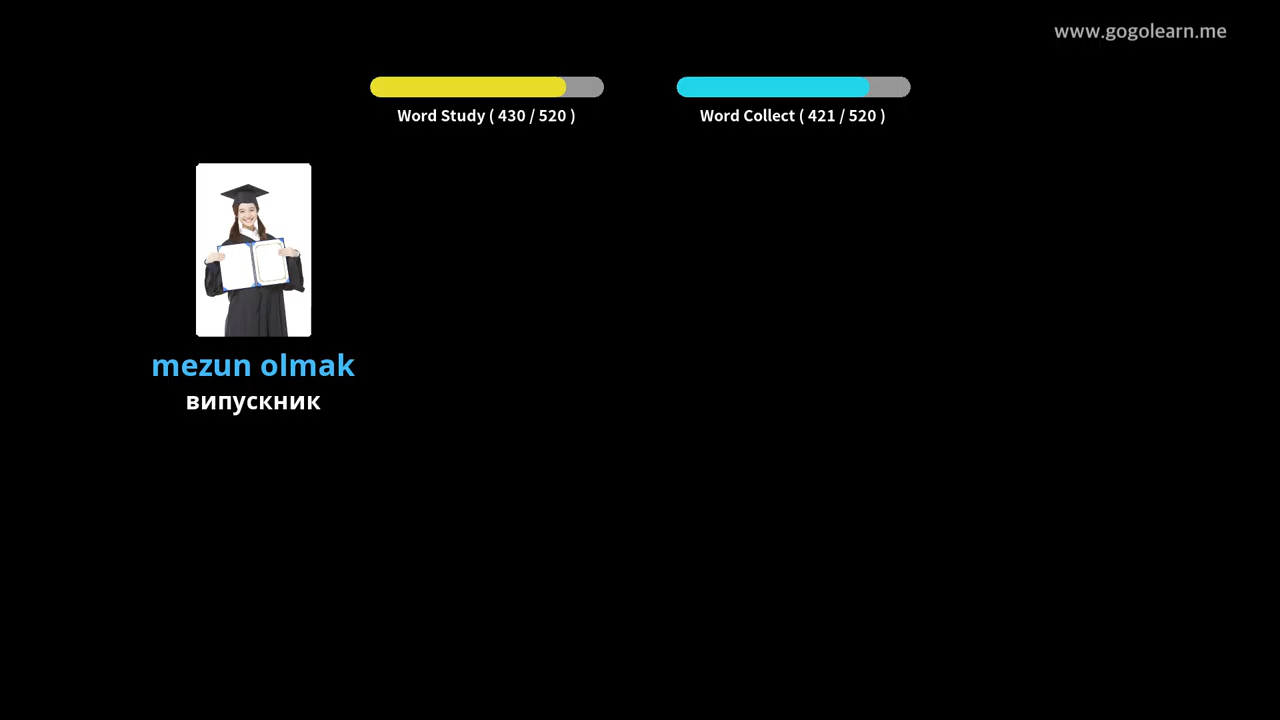 www.gogolearn.me
Word Study ( 430 / 520 )
Word Collect ( 421 / 520 )
mezun olmak
випускник